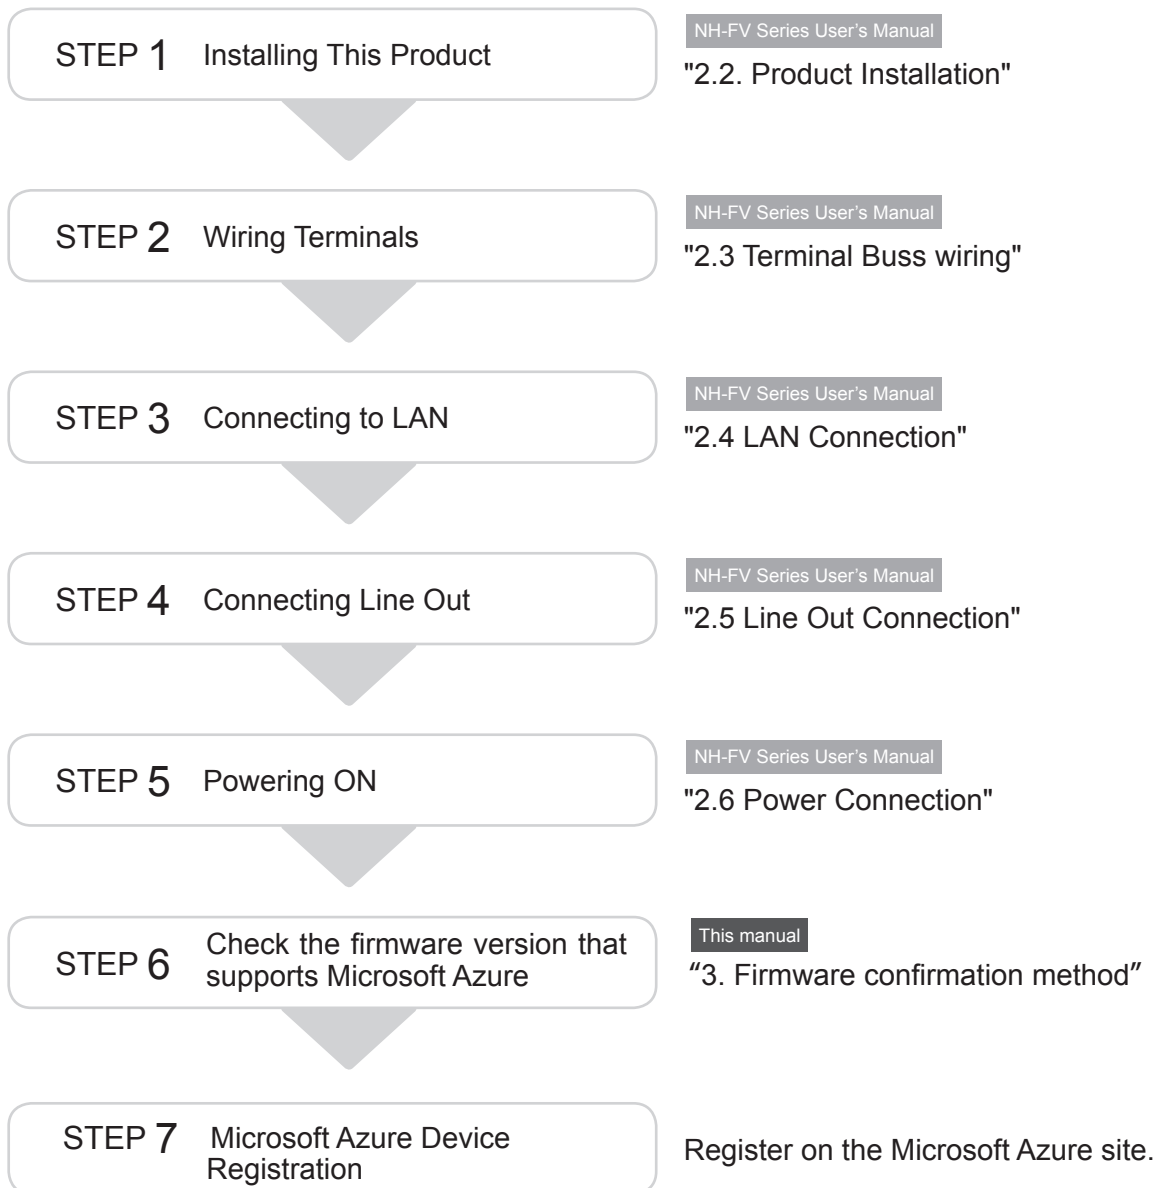 STEP 1 Installing This Product
NH-FV Series User’s Manual
"2.2. Product Installation"
STEP 2 Wiring Terminals
NH-FV Series User’s Manual
"2.3 Terminal Buss wiring"
STEP 3 Connecting to LAN
NH-FV Series User’s Manual
"2.4 LAN Connection"
STEP 4 Connecting Line Out
NH-FV Series User’s Manual
"2.5 Line Out Connection"
STEP 5 Powering ON
NH-FV Series User’s Manual
"2.6 Power Connection"
STEP 6 Check the firmware version that
supports Microsoft Azure
This manual
“3. Firmware confirmation method”
STEP 7 Microsoft Azure Device
Registration
Register on the Microsoft Azure site.